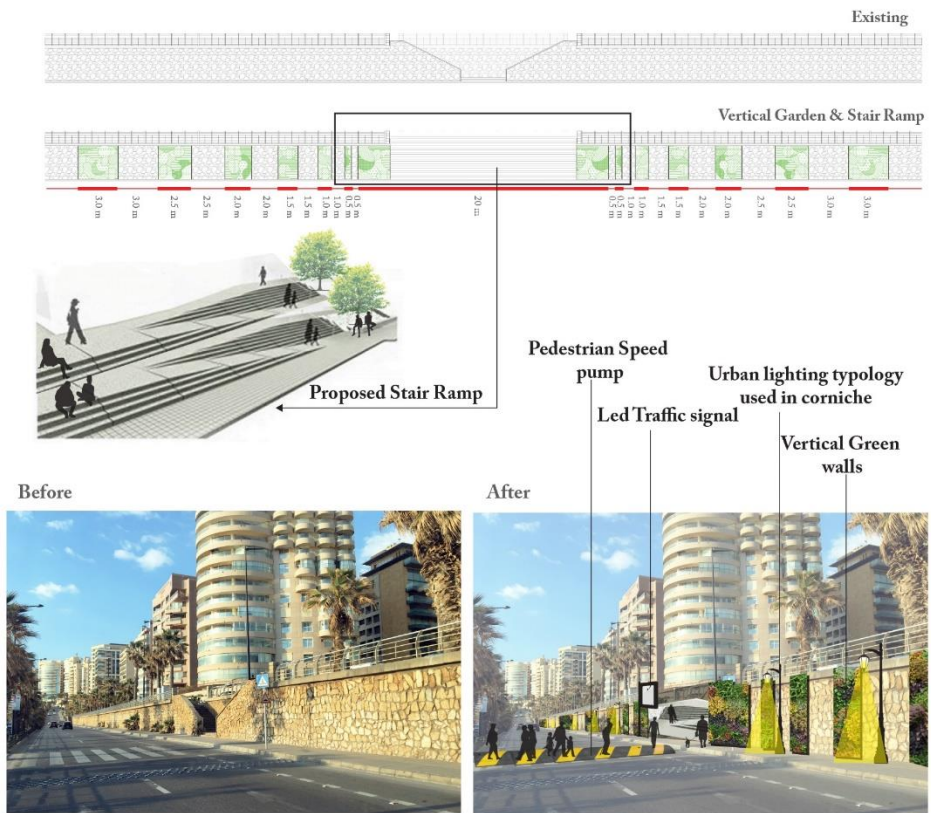 Existing
Vertical Garden & Stair Ramp
3.0 m
3.0 m
2.5 m
2.5 m
2.0 m
2.0 m
1.5 m
1.5 m
1.0 m
1.0 m
0.5 m
0.5 m
20 m
0.5 m
0.5 m
1.0 m
1.0 m
1.5 m
1.5 m
2.0 m
2.0 m
2.5 m
2.5 m
3.0 m
3.0 m
Proposed Stair Ramp
Pedestrian Speed
pump
Led Traffic signal
Urban lighting typology
used in corniche
Vertical Green
walls
Before
After